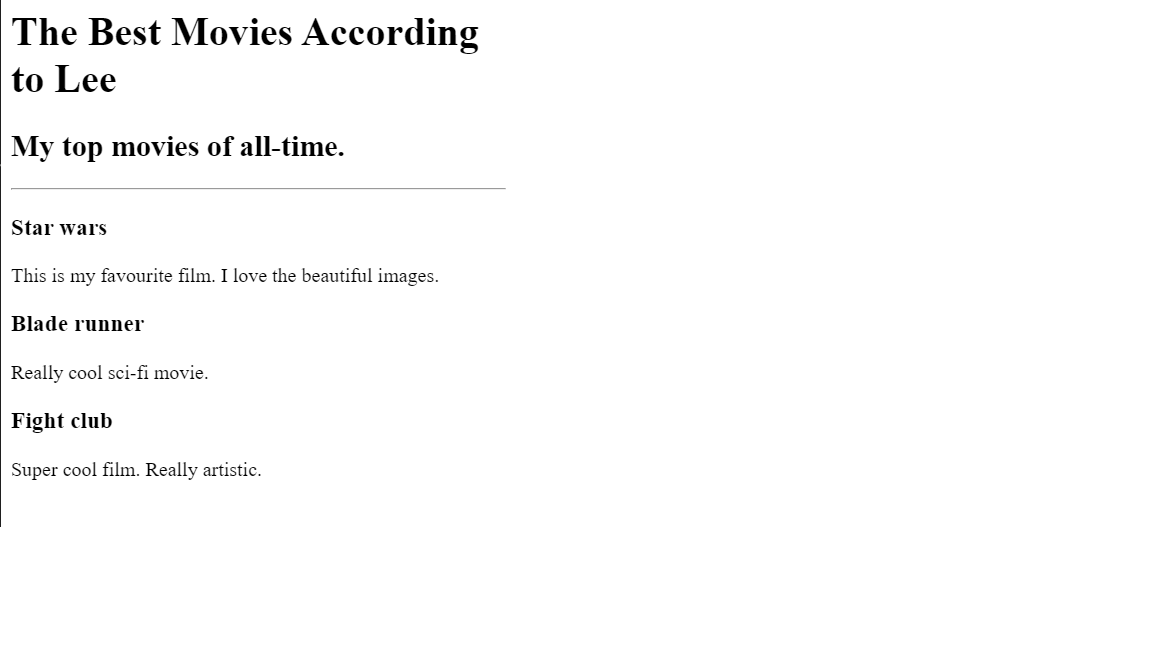 The Best Movies According
to Lee
My top movies of all-time.
Star wars
This is my favourite film. I love the beautiful images.
Blade runner
Really cool sci-fi movie.
Fight club
Super cool film. Really artistic.